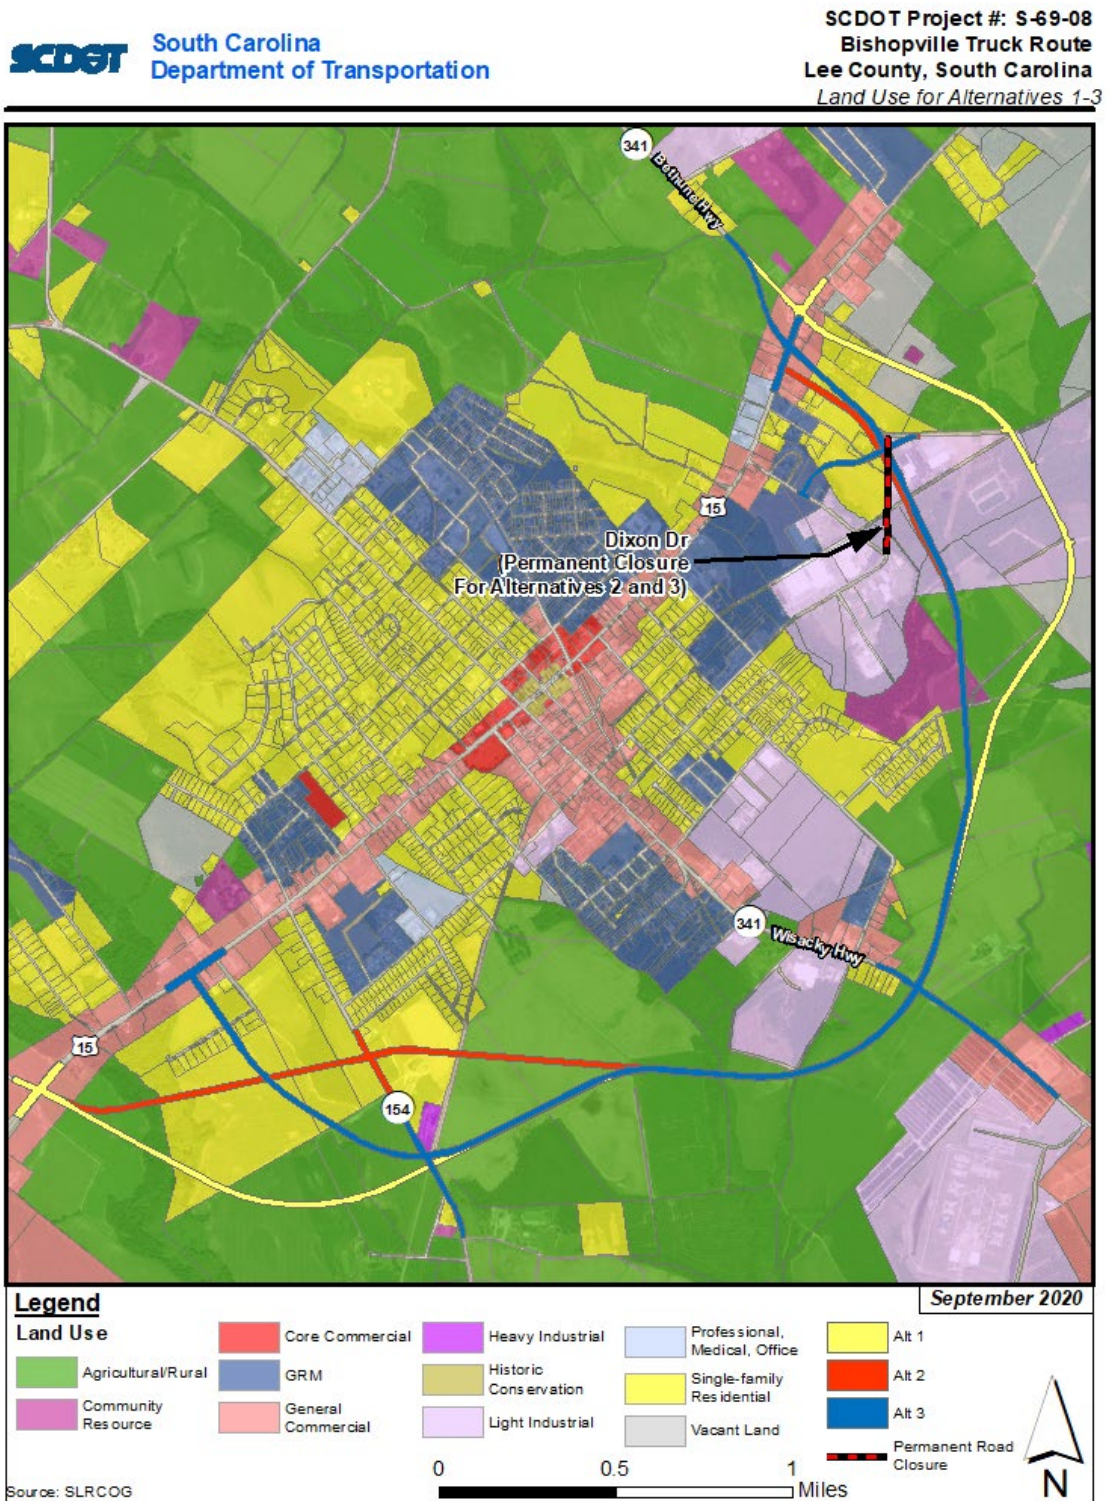 SCDOT
South Carolina
Department of Transportation
SCDOT Project #: S-69-08
Bishopville Truck Route
Lee County, South Carolina
Land Use for Alternatives 1-3
341
Bethune Hwy
15
Dixon Dr
(Permanent Closure
For Alternatives 2 and 3)
341
Wisacky Hwy
15
154
September 2020
Legend
Land Use
Agricultural/Rural
Community
Resource
Core Commercial
GRM
General
Commercial
Heavy Industrial
Historic
Conservation
Light Industrial
Professional,
Medical, Office
Single-family
Residential
Vacant Land
Alt 1
Alt 2
Alt 3
Permanent Road
Closure
N
0 0.5 1
Miles
Source: SLRCOG